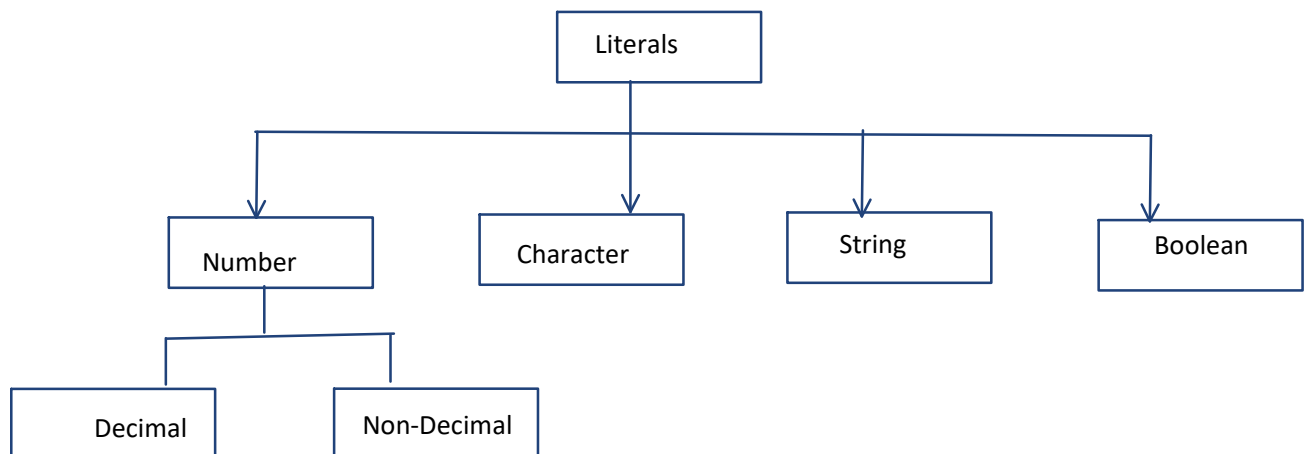 Literals
Number
Character
String
Boolean
Decimal
Non-Decimal